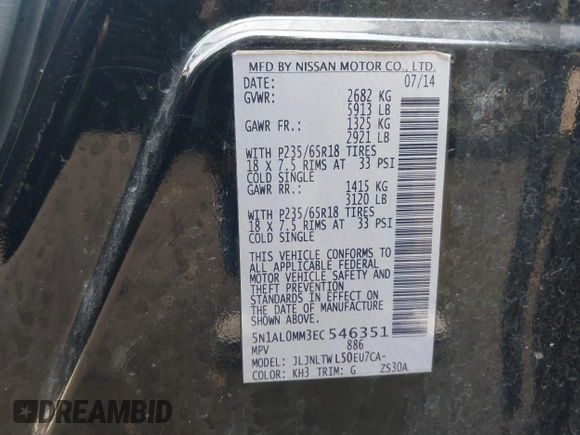 MFD BY NISSAN MOTOR CO., LTD.
DATE: 07/14
GVWR: 2682 KG
5913 LB
GAWR FR.: 1325 KG
2921 LB
WITH P235/65R18 TIRES
18 X 7.5 RIMS AT 33 PSI
COLD SINGLE
GAWR RR.: 1415 KG
3120 LB
WITH P235/65R18 TIRES
18 X 7.5 RIMS AT 33 PSI
COLD SINGLE
THIS VEHICLE CONFORMS TO
ALL APPLICABLE FEDERAL
MOTOR VEHICLE SAFETY AND
THEFT PREVENTION
STANDARDS IN EFFECT ON
THE DATE OF MANUFACTURE
SHOWN ABOVE.
5N1AL0MM3EC 546351
MPV 886
MODEL: JLJNLTW L50EU7CA-
COLOR: KH3 TRIM: G ZS30A
DREAMBID